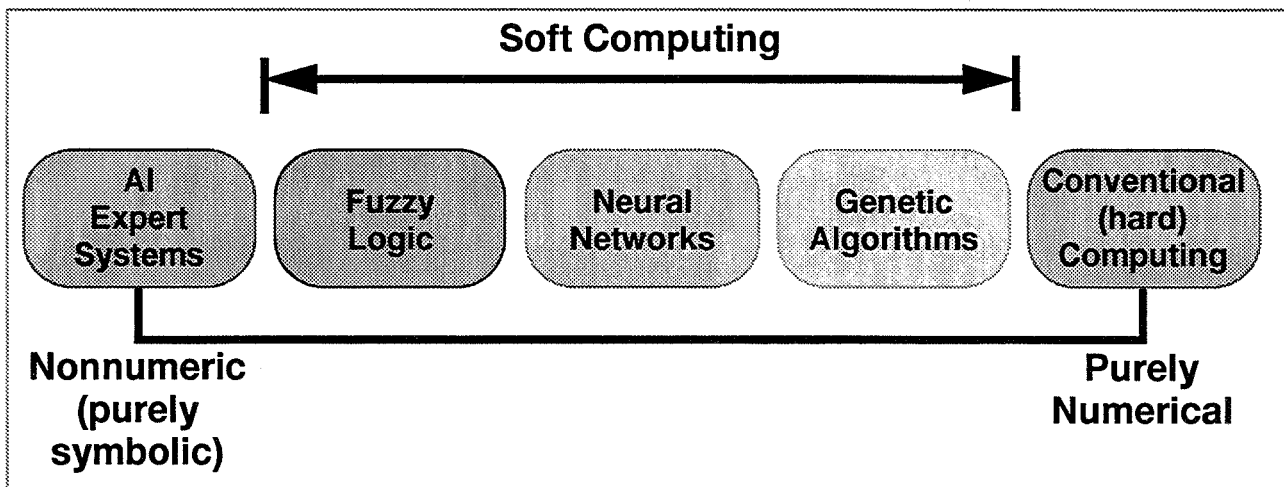 Soft Computing
AI
Expert
Systems
Fuzzy
Logic
Neural
Networks
Genetic
Algorithms
Conventional
(hard)
Computing
Nonnumeric
(purely
symbolic)
Purely
Numerical